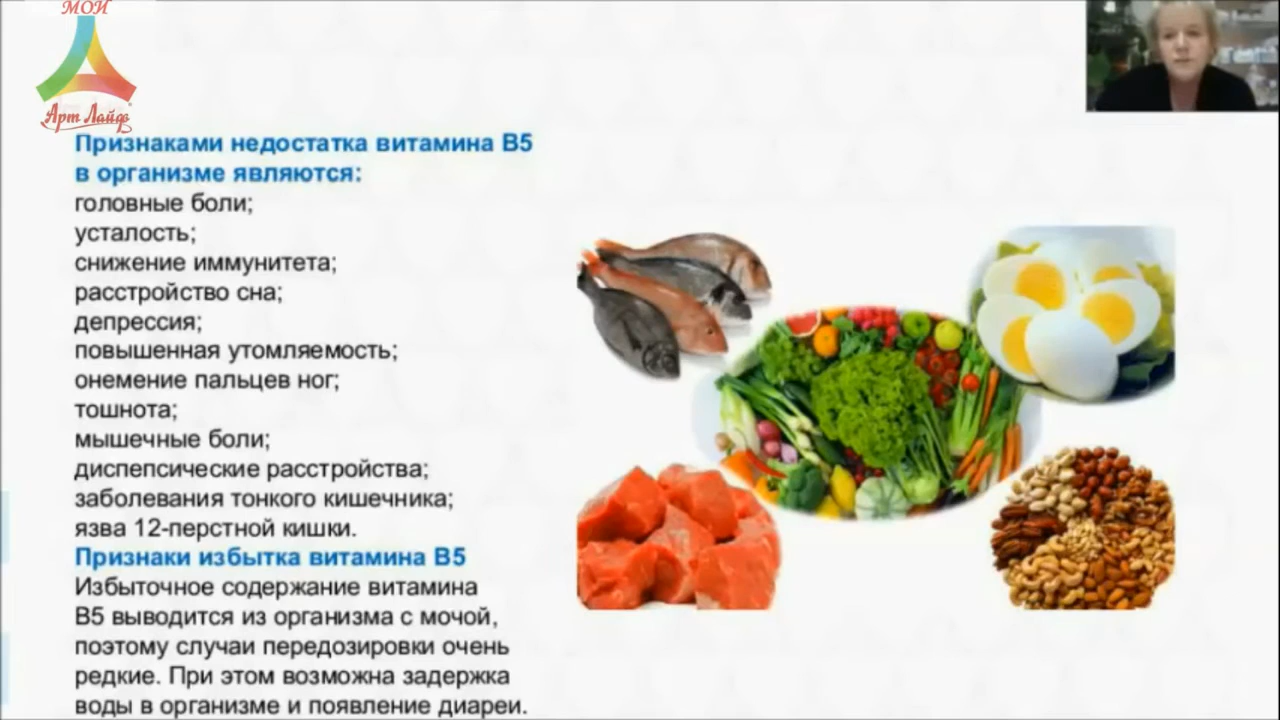 МОЙ
Арт Лайф
Признаками недостатка витамина В5
в организме являются:
головные боли;
усталость;
снижение иммунитета;
расстройство сна;
депрессия;
повышенная утомляемость;
онемение пальцев ног;
тошнота;
мышечные боли;
диспепсические расстройства;
заболевания тонкого кишечника;
язва 12-перстной кишки.
Признаки избытка витамина В5
Избыточное содержание витамина
В5 выводится из организма с мочой,
поэтому случаи передозировки очень
редкие. При этом возможна задержка
воды в организме и появление диареи.